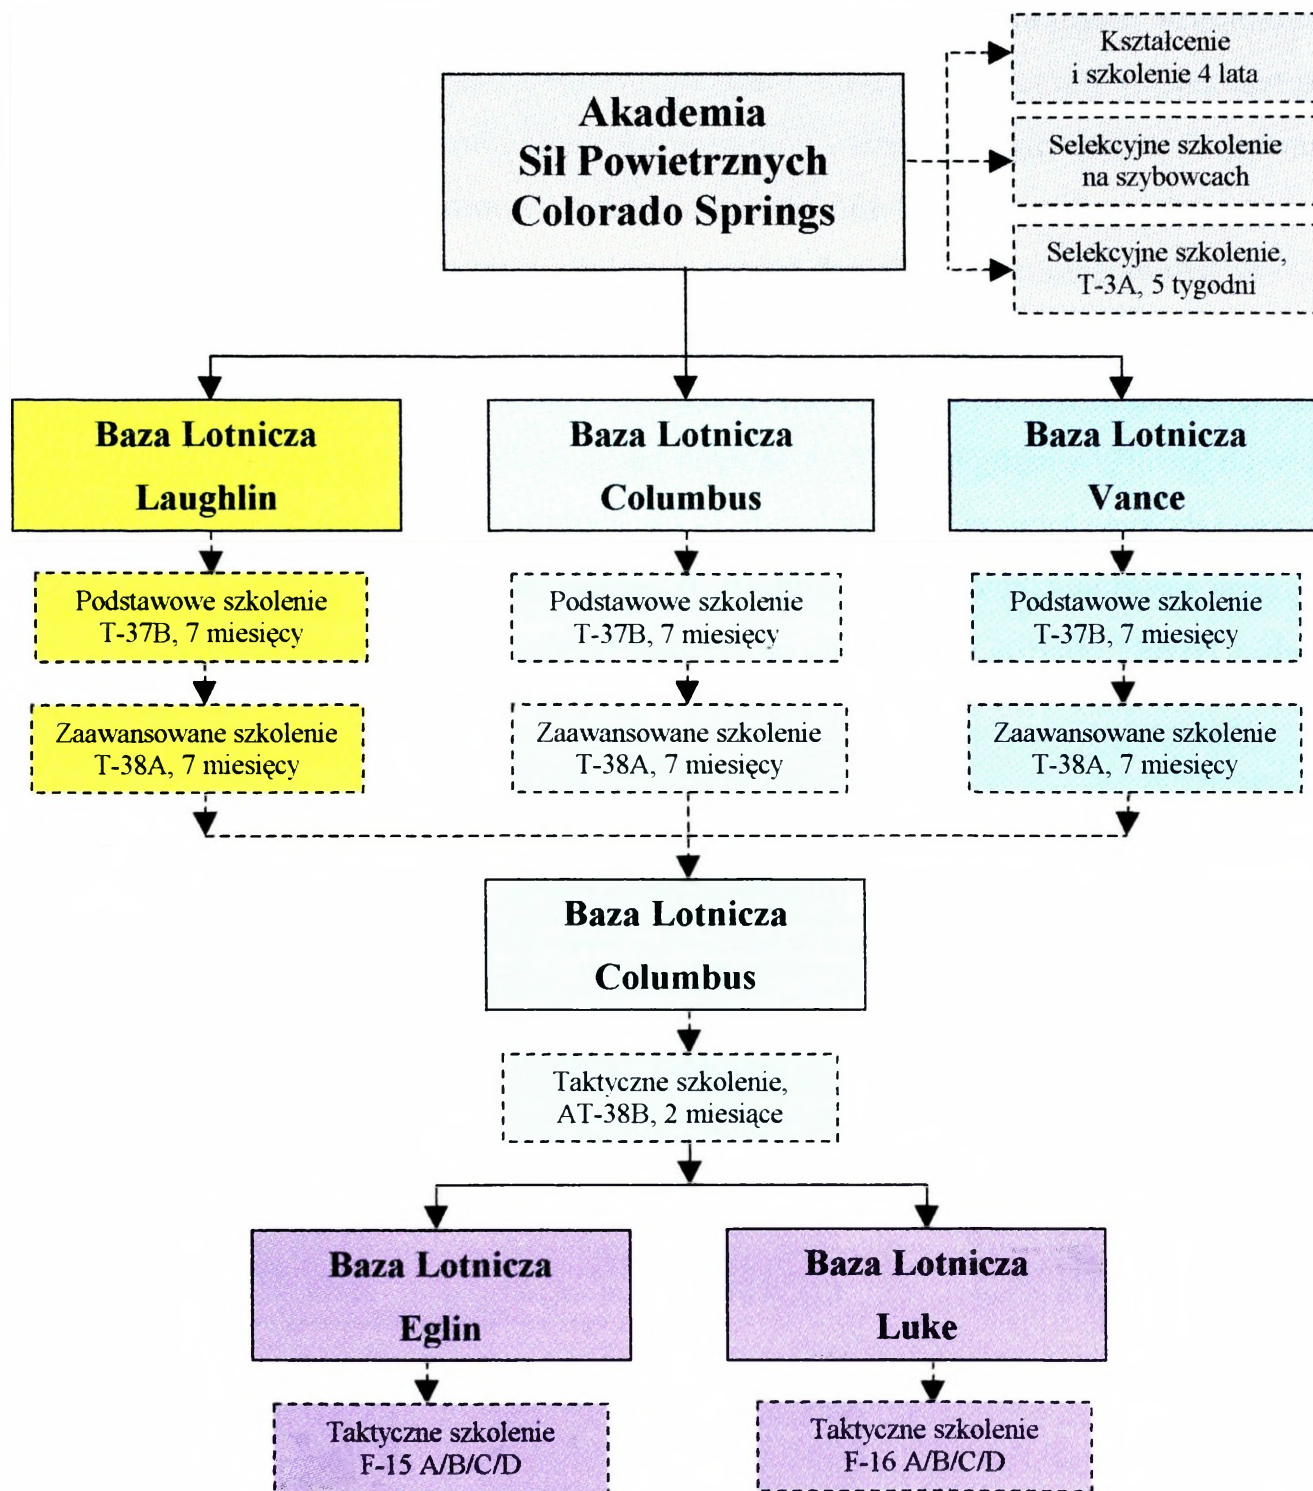 Kształcenie
i szkolenie 4 lata
Akademia
Sił Powietrznych
Colorado Springs
Selekcyjne szkolenie
na szybowcach
Selekcyjne szkolenie,
T-3A, 5 tygodni
Baza Lotnicza
Laughlin
Baza Lotnicza
Columbus
Baza Lotnicza
Vance
Podstawowe szkolenie
T-37B, 7 miesięcy
Podstawowe szkolenie
T-37B, 7 miesięcy
Podstawowe szkolenie
T-37B, 7 miesięcy
Zaawansowane szkolenie
T-38A, 7 miesięcy
Zaawansowane szkolenie
T-38A, 7 miesięcy
Zaawansowane szkolenie
T-38A, 7 miesięcy
Baza Lotnicza
Columbus
Taktyczne szkolenie,
AT-38B, 2 miesiące
Baza Lotnicza
Eglin
Baza Lotnicza
Luke
Taktyczne szkolenie
F-15 A/B/C/D
Taktyczne szkolenie
F-16 A/B/C/D